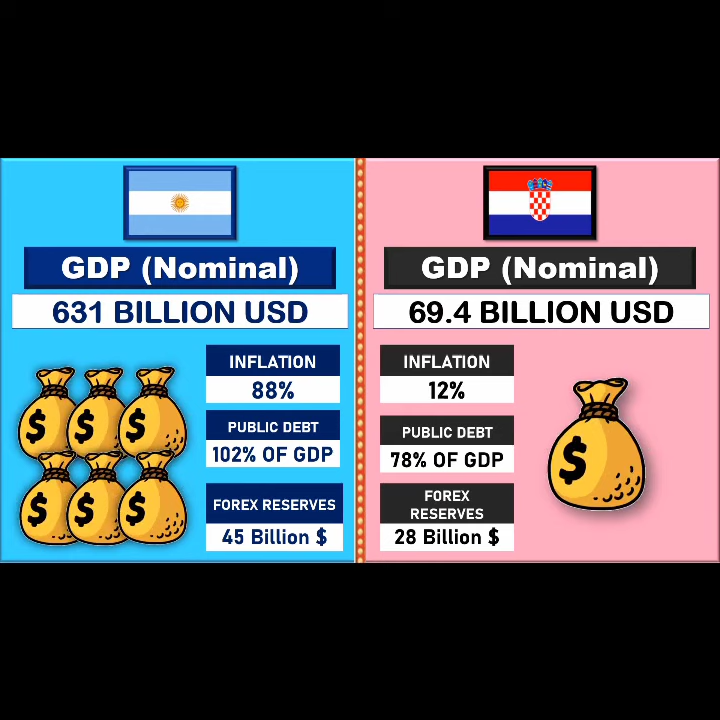 GDP (Nominal)
631 BILLION USD
INFLATION
88%
PUBLIC DEBT
102% OF GDP
FOREX RESERVES
45 Billion $
$ $ $
$ $ $
GDP (Nominal)
69.4 BILLION USD
INFLATION
12%
PUBLIC DEBT
78% OF GDP
FOREX
RESERVES
28 Billion $
$